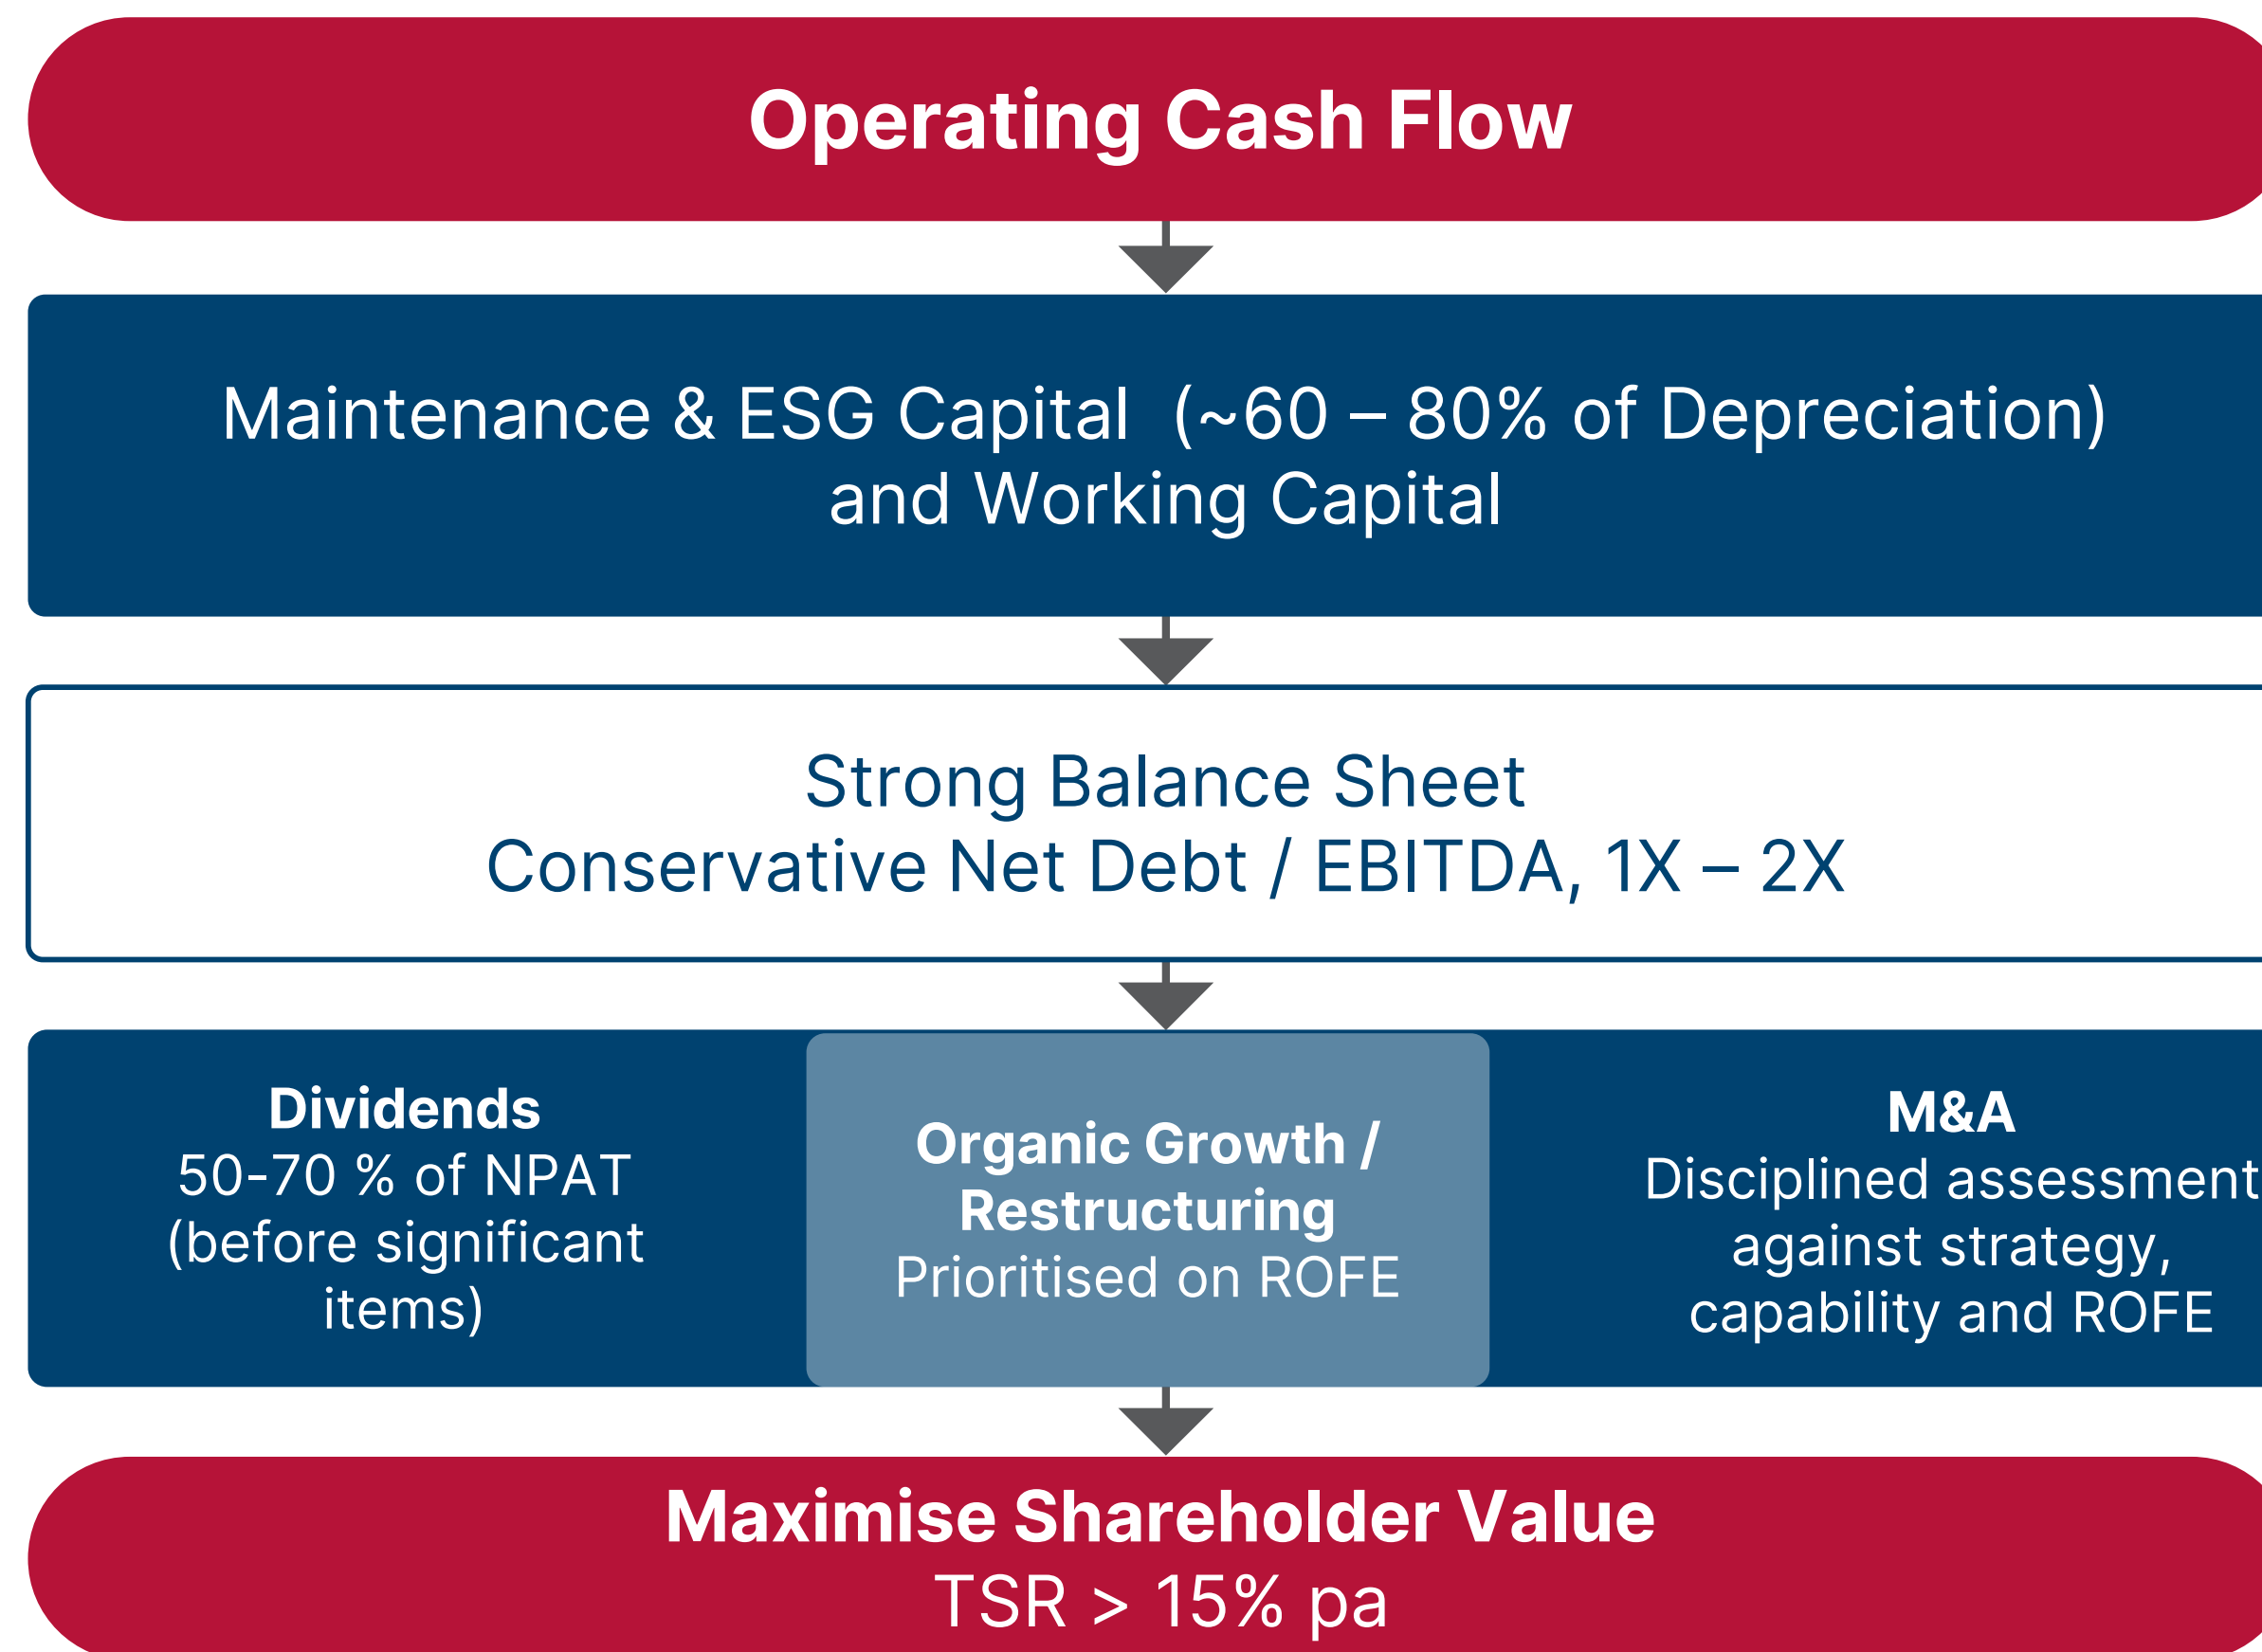 Operating Cash Flow
Maintenance & ESG Capital (~60 – 80% of Depreciation)
and Working Capital
Strong Balance Sheet
Conservative Net Debt / EBITDA, 1X – 2X
Dividends
50-70 % of NPAT
(before significant
items)
Organic Growth /
Restructuring
Prioritised on ROFE
M&A
Disciplined assessment
against strategy,
capability and ROFE
Maximise Shareholder Value
TSR > 15% pa